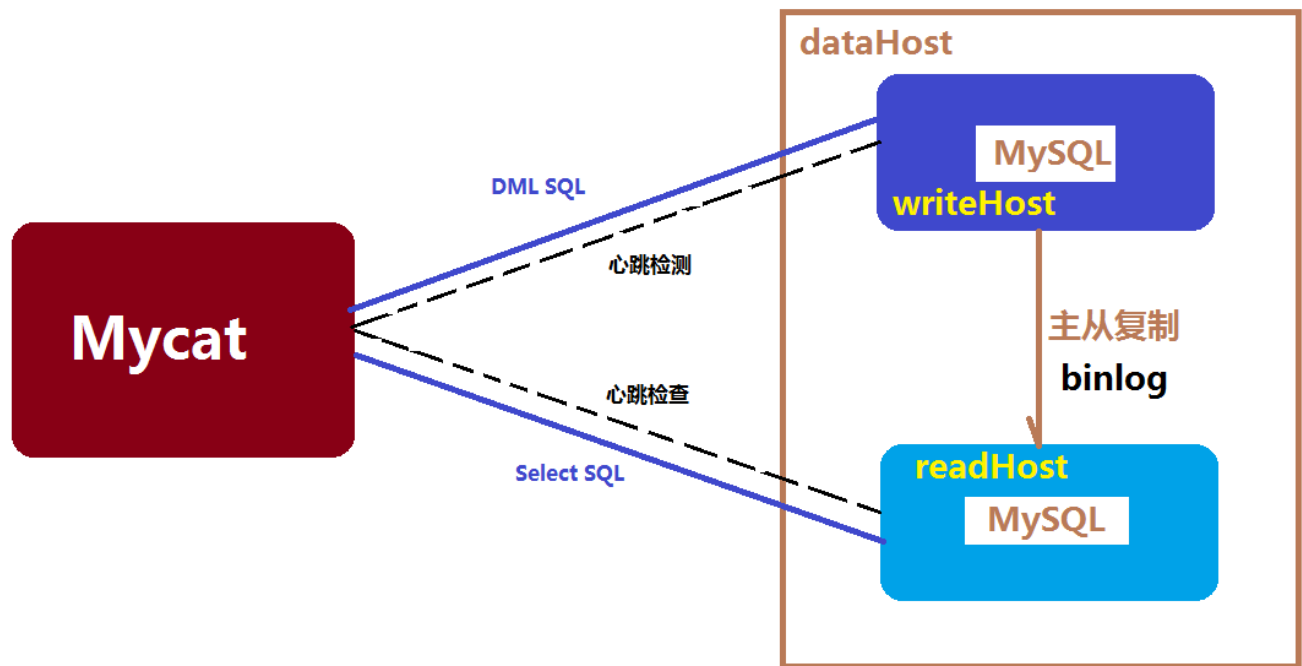 dataHost
MySQL
writeHost
DML SQL
心跳检测
Mycat
主从复制
binlog
心跳检查
Select SQL
readHost
MySQL